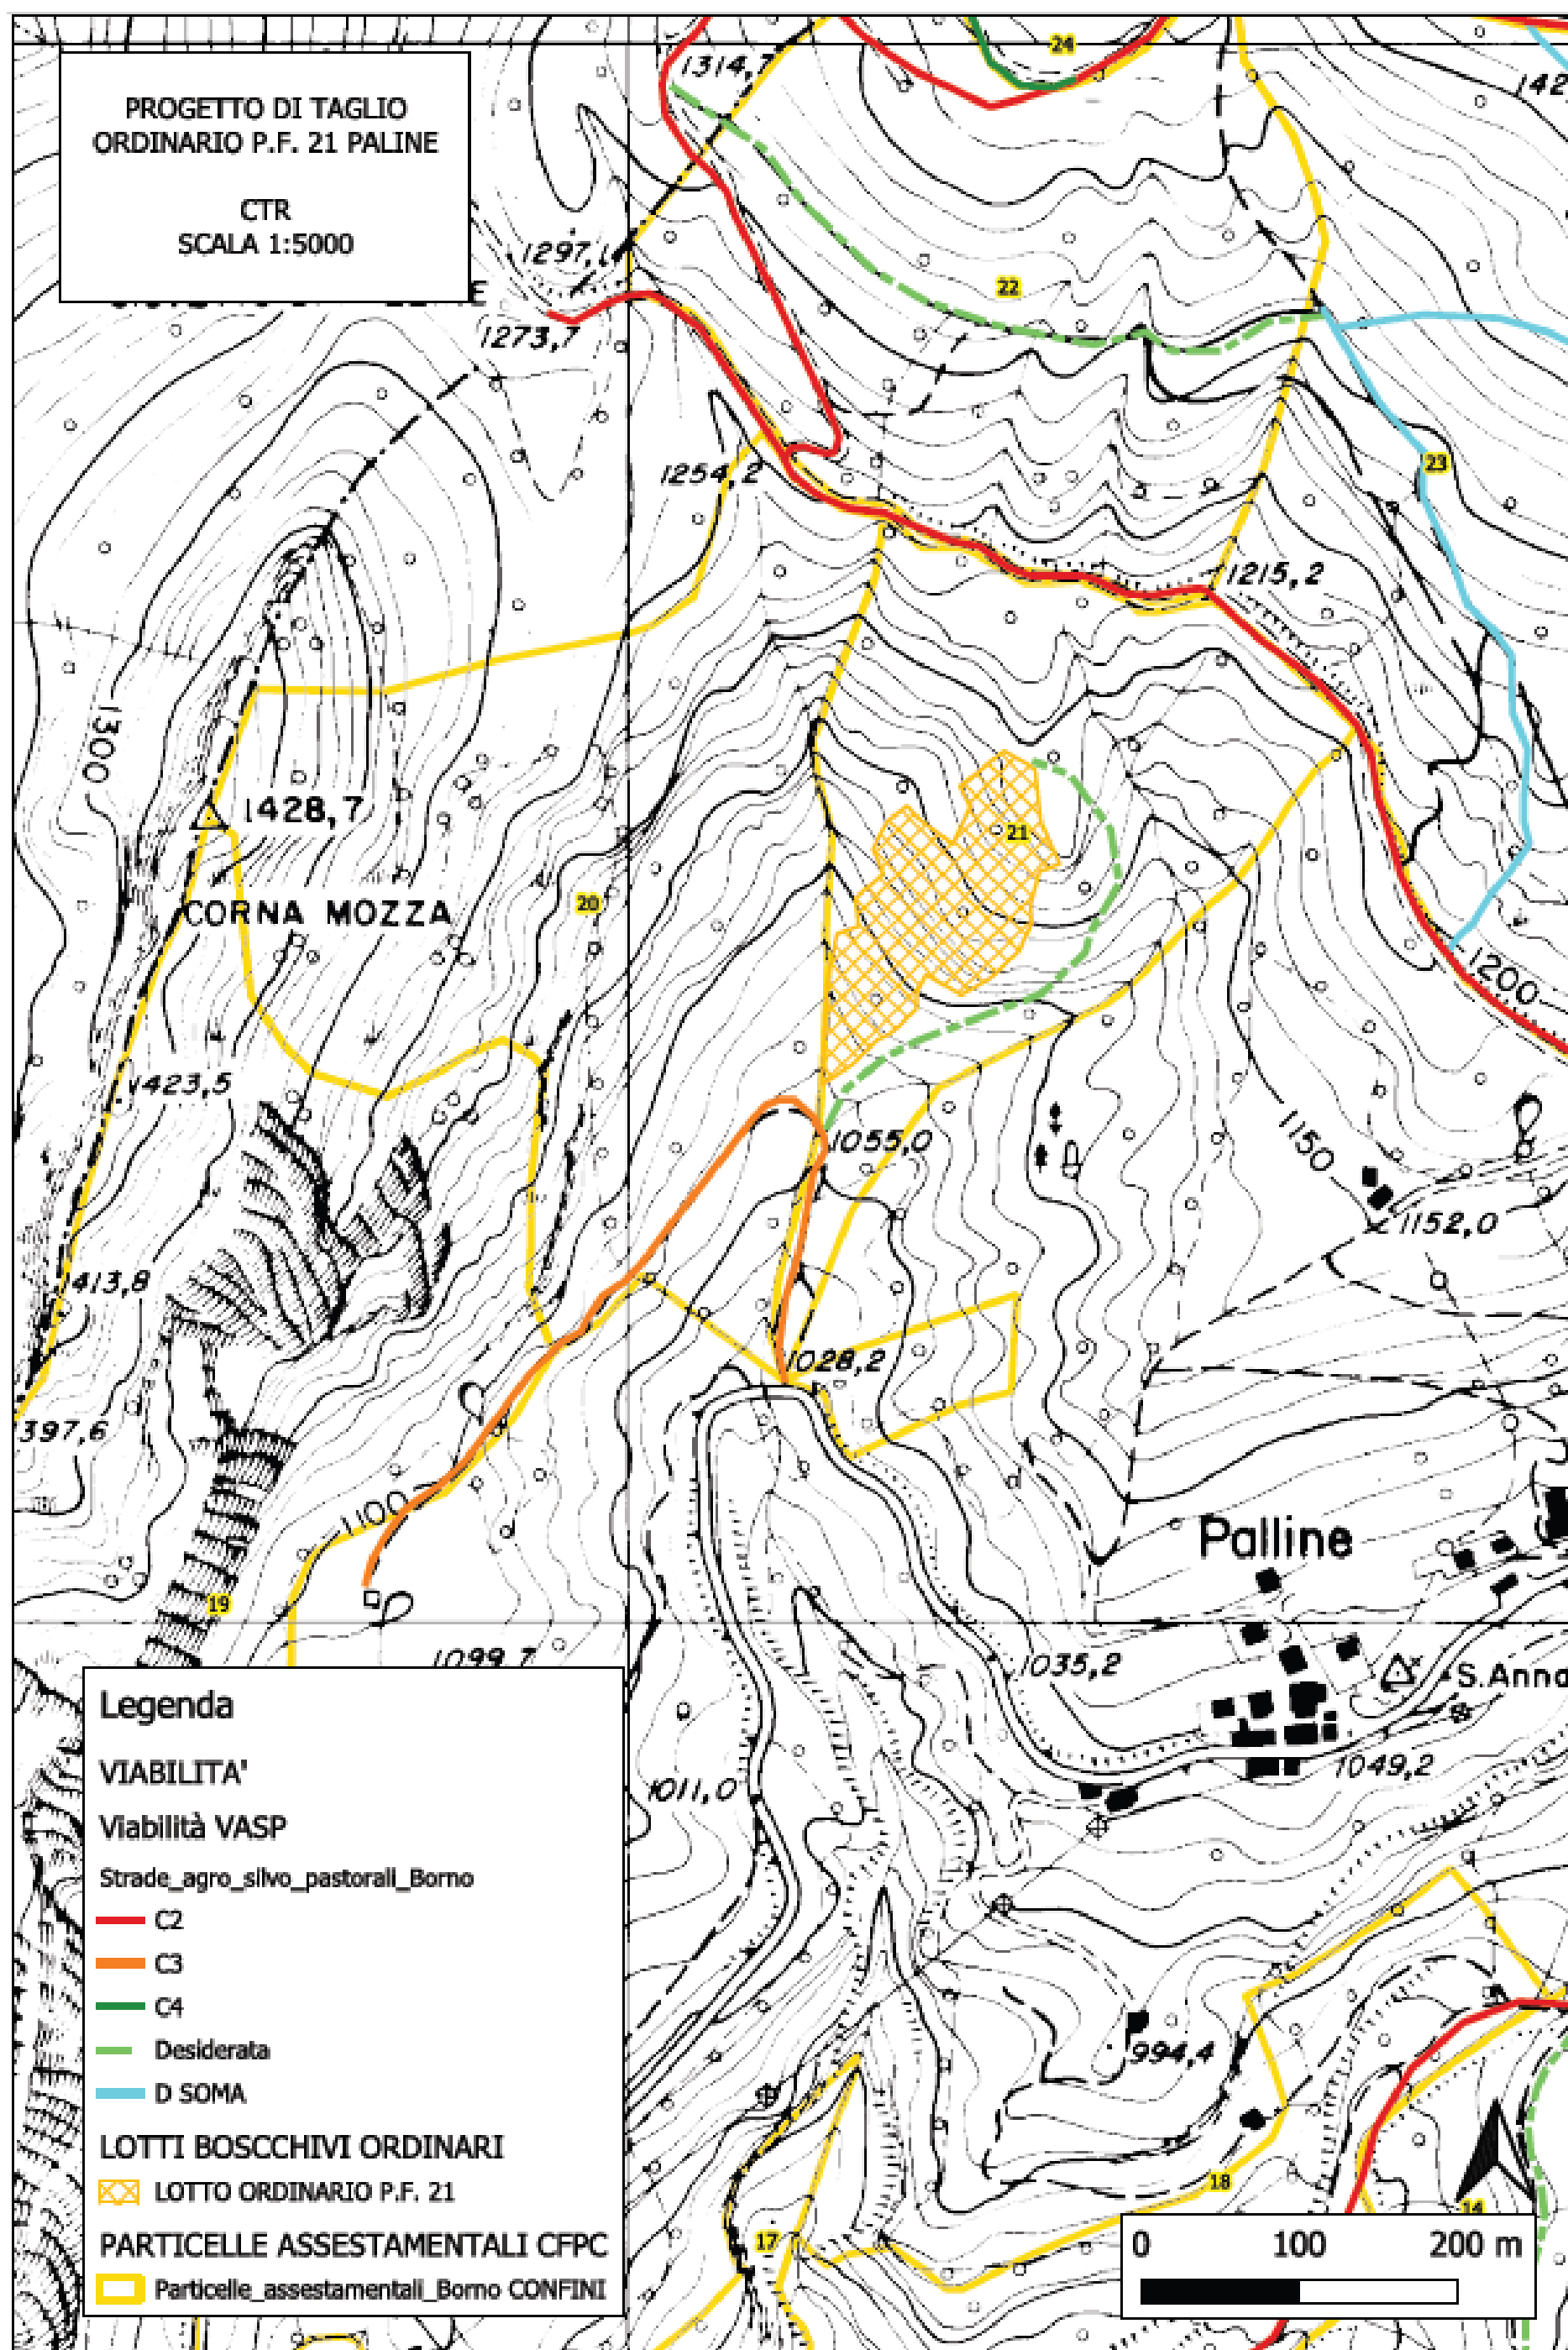 PROGETTO DI TAGLIO
ORDINARIO P.F. 21 PALINE
CTR
SCALA 1:5000
24
1314,7
142
1297,1
22
1273,7
1254,2
23
1215,2
1300
1428,7
21
CORNA MOZZA
20
1200
1423,5
1055,0
1150
1152,0
1413,8
1028,2
1397,6
1100
Palline
19
1099,7
1035,2
S.Anna
1049,2
1011,0
Legenda
VIABILITA'
Viabilità VASP
Strade_agro_silvo_pastorali_Borno
C2
C3
C4
Desiderata
D SOMA
LOTTI BOSCCHIVI ORDINARI
LOTTO ORDINARIO P.F. 21
PARTICELLE ASSESTAMENTALI CFPC
Particelle_assestamentali_Borno CONFINI
994,4
18
14
17
0 100 200 m